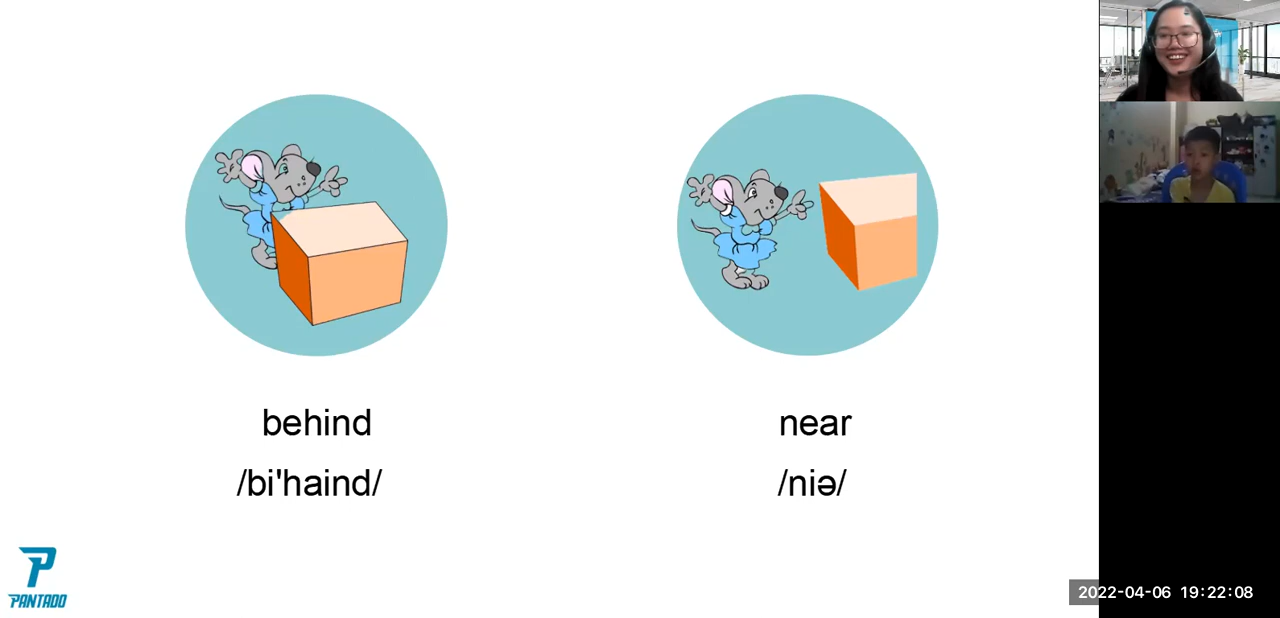 behind
/bi'haind/
near
/niə/
PANTADO
2022-04-06 19:22:08